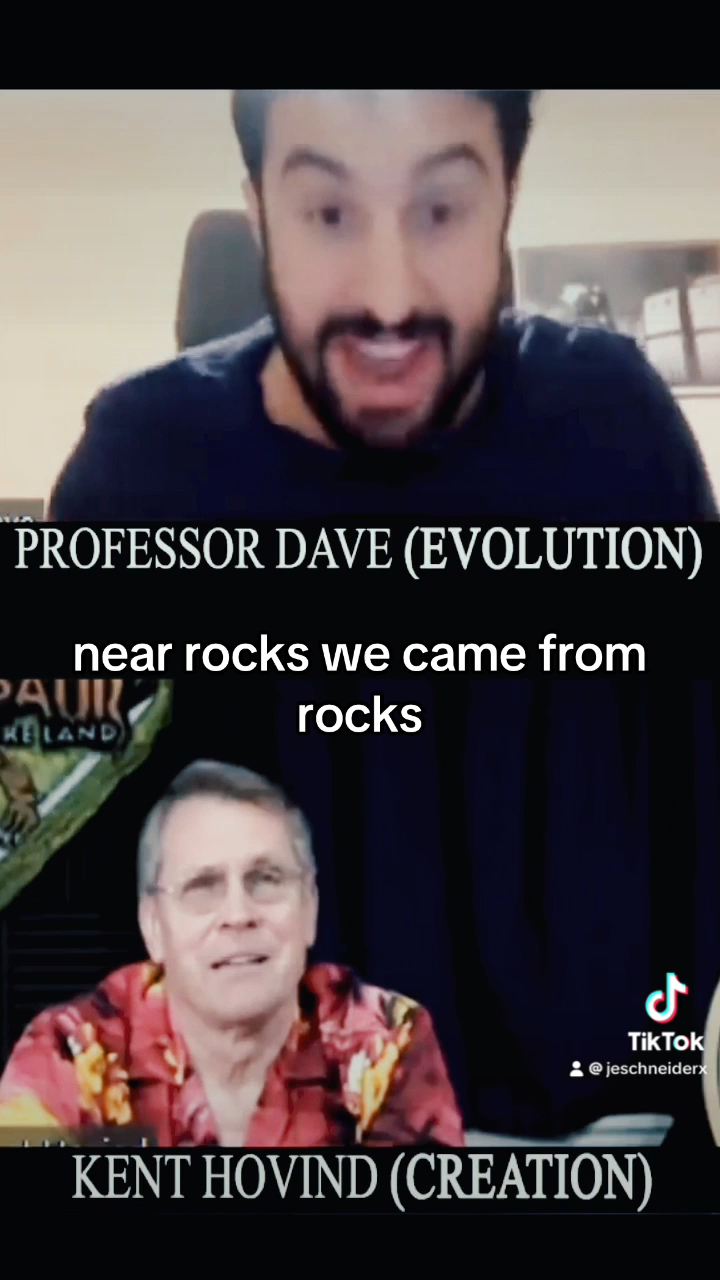 PROFESSOR DAVE (EVOLUTION)
near rocks we came from
rocks
TikTok
@jeschneiderx
KENT HOVIND (CREATION)